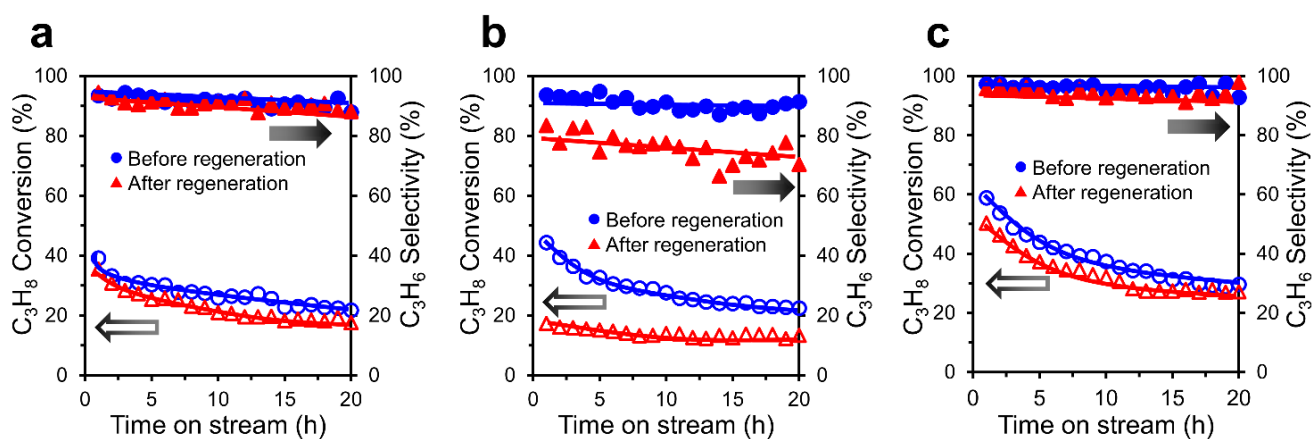 a
100
80
60
40
20
0
C₃H₈ Conversion (%)
100
80
60
40
20
0
C₃H₆ Selectivity (%)
Before regeneration
After regeneration
0 5 10 15 20
Time on stream (h)
b
100
80
60
40
20
0
C₃H₈ Conversion (%)
100
80
60
40
20
0
C₃H₆ Selectivity (%)
Before regeneration
After regeneration
0 5 10 15 20
Time on stream (h)
c
100
80
60
40
20
0
C₃H₈ Conversion (%)
100
80
60
40
20
0
C₃H₆ Selectivity (%)
Before regeneration
After regeneration
0 5 10 15 20
Time on stream (h)